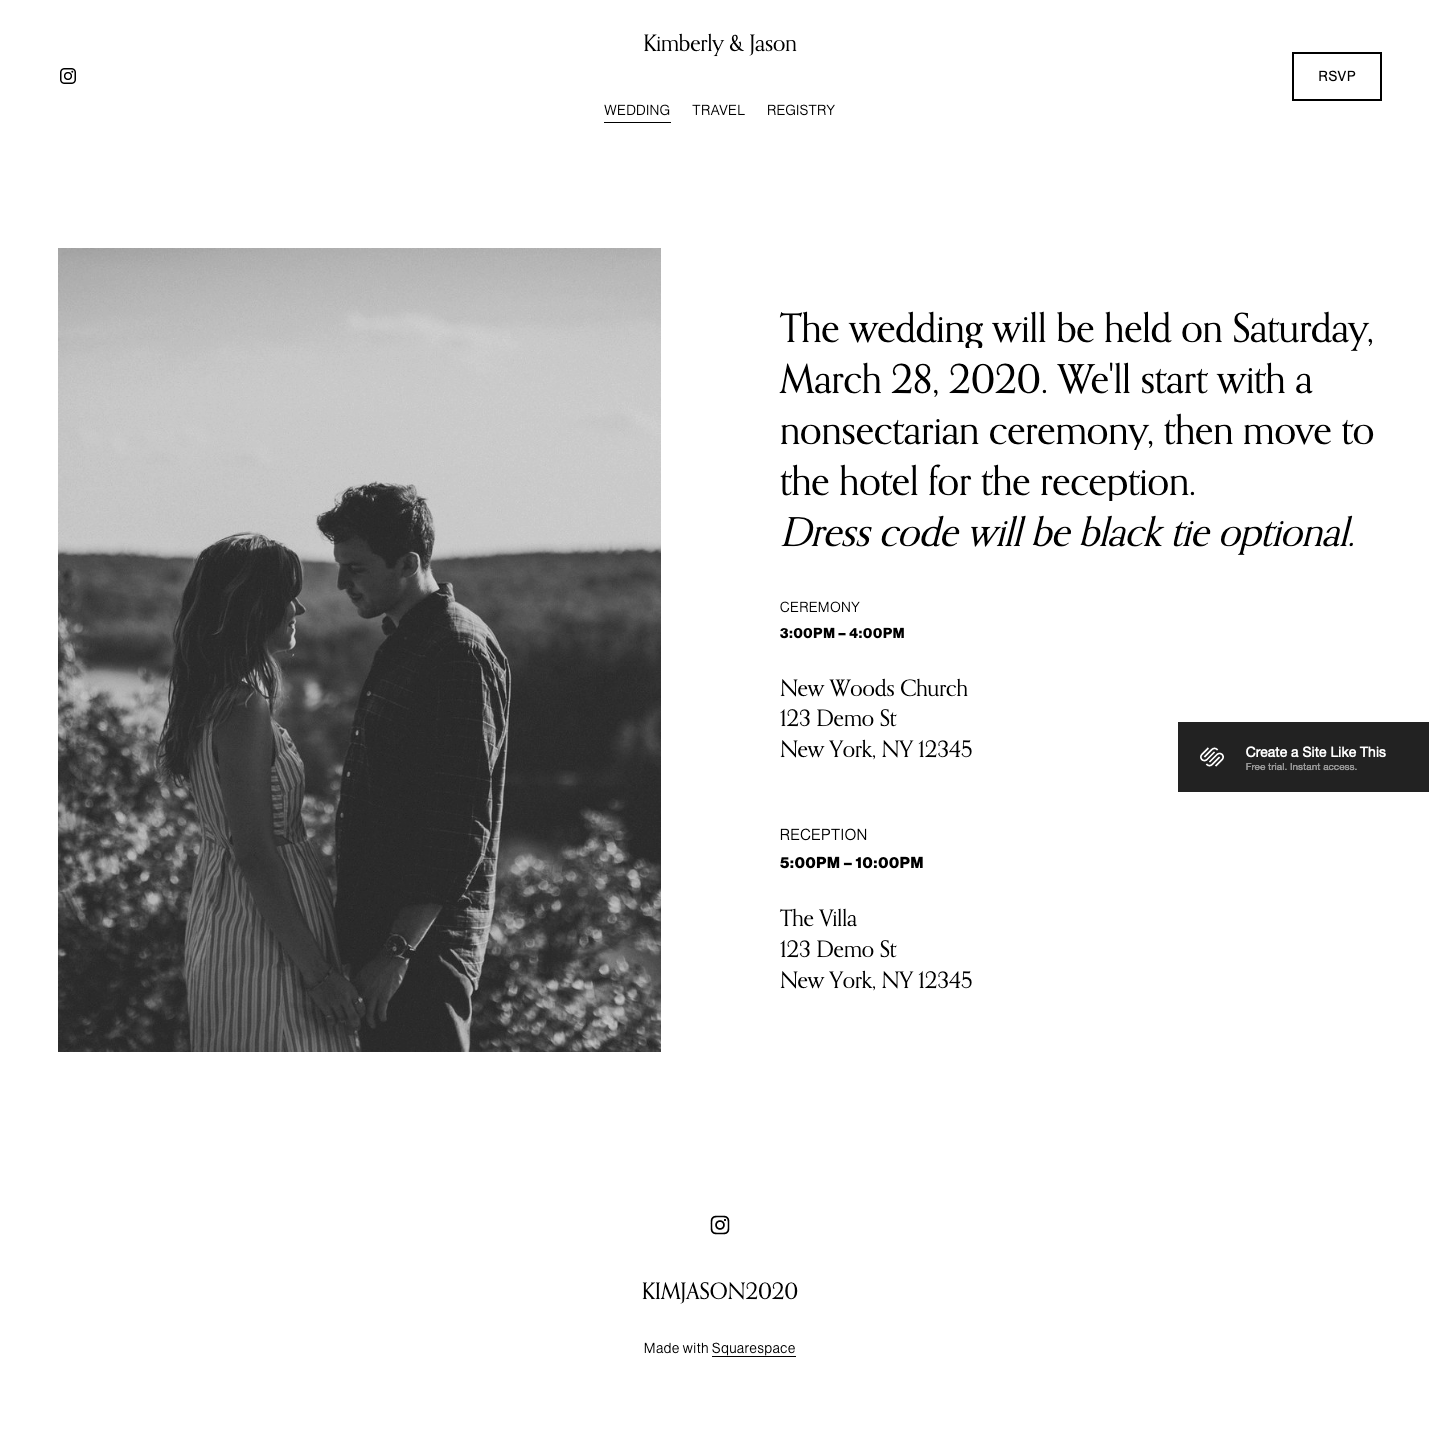 Kimberly & Jason
RSVP
WEDDING TRAVEL REGISTRY
The wedding will be held on Saturday,
March 28, 2020. We'll start with a
nonsectarian ceremony, then move to
the hotel for the reception.
Dress code will be black tie optional.
CEREMONY
3:00PM – 4:00PM
New Woods Church
123 Demo St
New York, NY 12345
Create a Site Like This
Free trial. Instant access.
RECEPTION
5:00PM – 10:00PM
The Villa
123 Demo St
New York, NY 12345
KIMJASON2020
Made with Squarespace